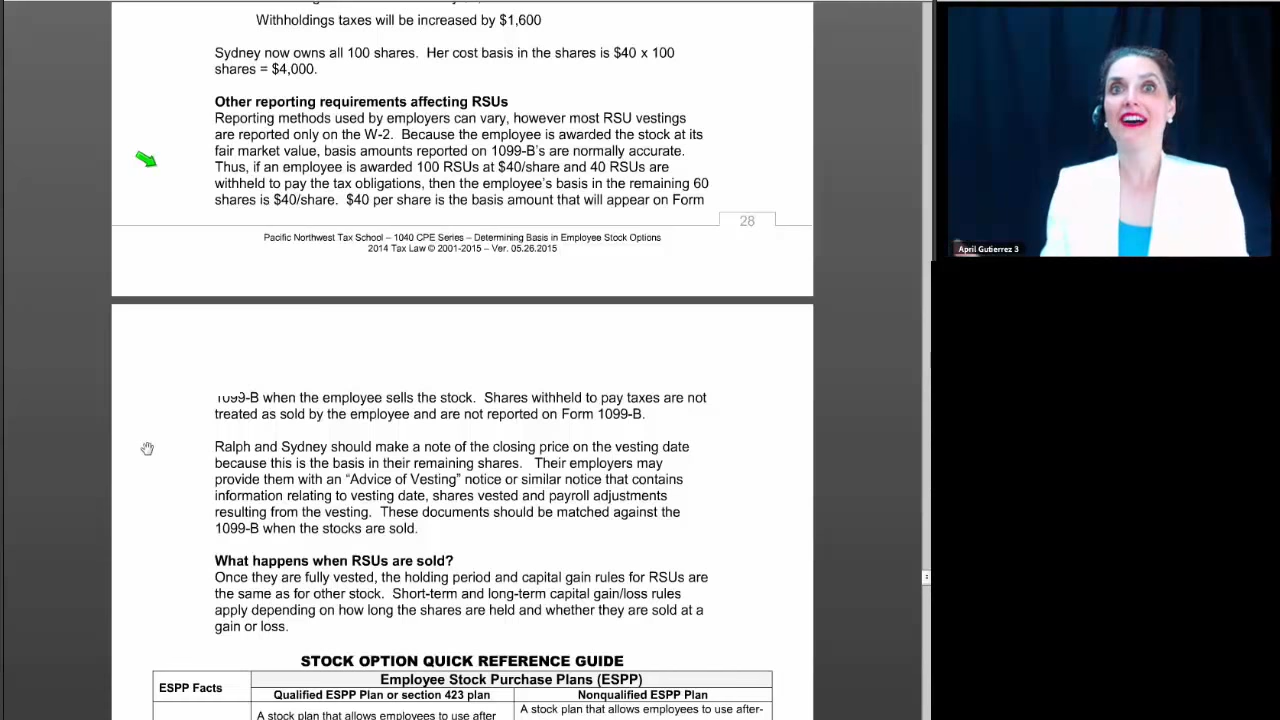 Withholdings taxes will be increased by $1,600
Sydney now owns all 100 shares.  Her cost basis in the shares is $40 x 100
shares = $4,000.
Other reporting requirements affecting RSUs
Reporting methods used by employers can vary, however most RSU vestings
are reported only on the W-2.  Because the employee is awarded the stock at its
fair market value, basis amounts reported on 1099-B's are normally accurate.
Thus, if an employee is awarded 100 RSUs at $40/share and 40 RSUs are
withheld to pay the tax obligations, then the employee's basis in the remaining 60
shares is $40/share.  $40 per share is the basis amount that will appear on Form
28
Pacific Northwest Tax School – 1040 CPE Series – Determining Basis in Employee Stock Options
2014 Tax Law © 2001-2015 – Ver. 05.26.2015
1099-B when the employee sells the stock.  Shares withheld to pay taxes are not
treated as sold by the employee and are not reported on Form 1099-B.
Ralph and Sydney should make a note of the closing price on the vesting date
because this is the basis in their remaining shares.   Their employers may
provide them with an “Advice of Vesting” notice or similar notice that contains
information relating to vesting date, shares vested and payroll adjustments
resulting from the vesting.  These documents should be matched against the
1099-B when the stocks are sold.
What happens when RSUs are sold?
Once they are fully vested, the holding period and capital gain rules for RSUs are
the same as for other stock.  Short-term and long-term capital gain/loss rules
apply depending on how long the shares are held and whether they are sold at a
gain or loss.
STOCK OPTION QUICK REFERENCE GUIDE
ESPP Facts
Employee Stock Purchase Plans (ESPP)
Qualified ESPP Plan or section 423 plan
Nonqualified ESPP Plan
A stock plan that allows employees to use after
A stock plan that allows employees to use after-
April Gutierrez 3